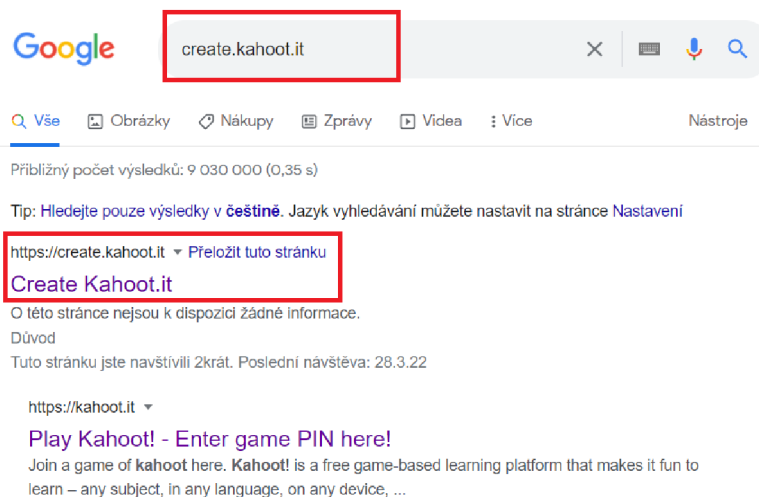 Google
create.kahoot.it
Vše Obrázky Nákupy Zprávy Videa Více Nástroje
Přibližný počet výsledků: 9 030 000 (0,35 s)
Tip: Hledejte pouze výsledky v češtině. Jazyk vyhledávání můžete nastavit na stránce Nastavení
https://create.kahoot.it Přeložit tuto stránku
Create Kahoot.it
O této stránce nejsou k dispozici žádné informace.
Důvod
Tuto stránku jste navštívili 2krát. Poslední návštěva: 28.3.22
https://kahoot.it
Play Kahoot! - Enter game PIN here!
Join a game of kahoot here. Kahoot! is a free game-based learning platform that makes it fun to
learn – any subject, in any language, on any device, ...